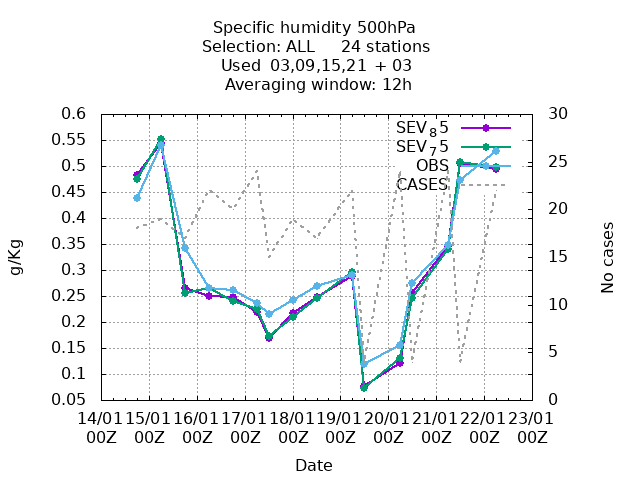 Specific humidity 500hPa
Selection: ALL 24 stations
Used 03,09,15,21 + 03
Averaging window: 12h
0.6
0.55
0.5
0.45
0.4
0.35
0.3
0.25
0.2
0.15
0.1
0.05
g/Kg
SEV₈5
SEV₇5
OBS
CASES
30
25
20
15
10
5
0
No cases
14/01 15/01 16/01 17/01 18/01 19/01 20/01 21/01 22/01 23/01
00Z 00Z 00Z 00Z 00Z 00Z 00Z 00Z 00Z 00Z
Date